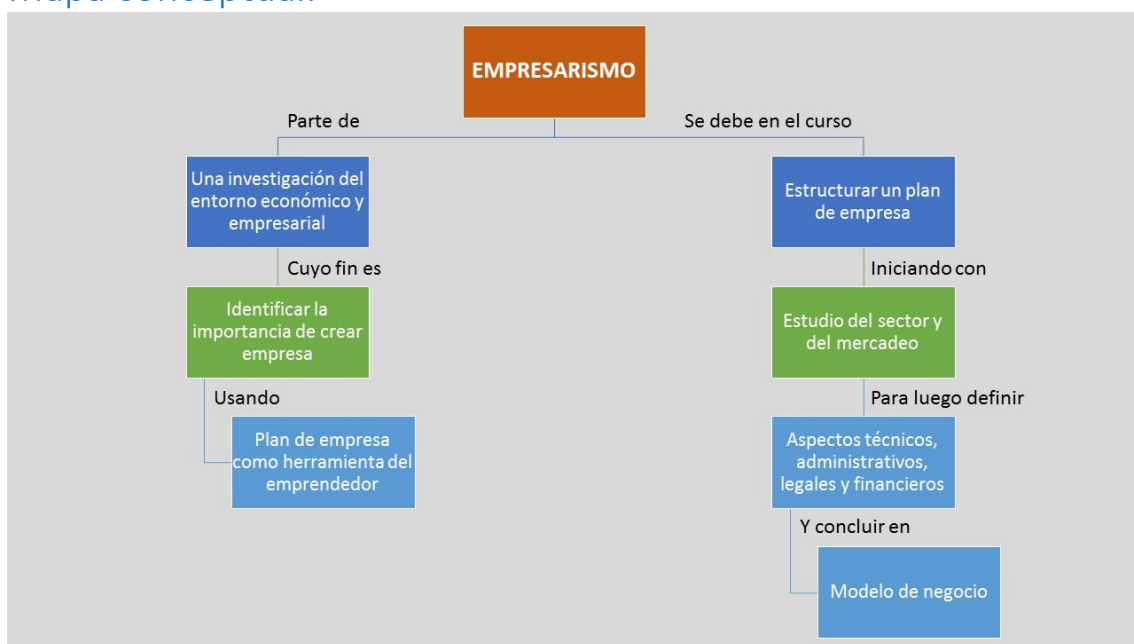 mapa conceptual.
EMPRESARISMO
Parte de
Una investigación del
entorno económico y
empresarial
Cuyo fin es
Identificar la
importancia de crear
empresa
Usando
Plan de empresa
como herramienta del
emprendedor
Se debe en el curso
Estructurar un plan
de empresa
Iniciando con
Estudio del sector y
del mercadeo
Para luego definir
Aspectos técnicos,
administrativos,
legales y financieros
Y concluir en
Modelo de negocio